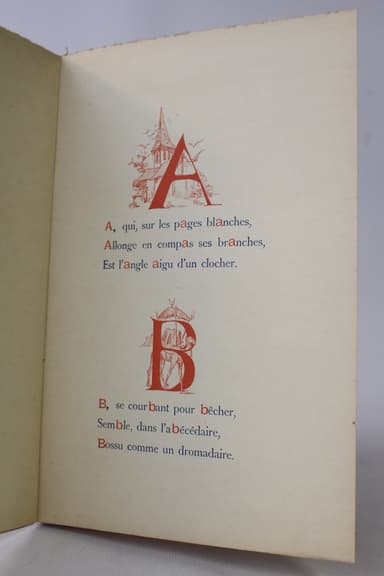 A
A, qui, sur les pages blanches,
Allonge en compas ses branches,
Est l'angle aigu d'un clocher.
B
B, se courbant pour bêcher,
Semble, dans l'abécédaire,
Bossu comme un dromadaire.